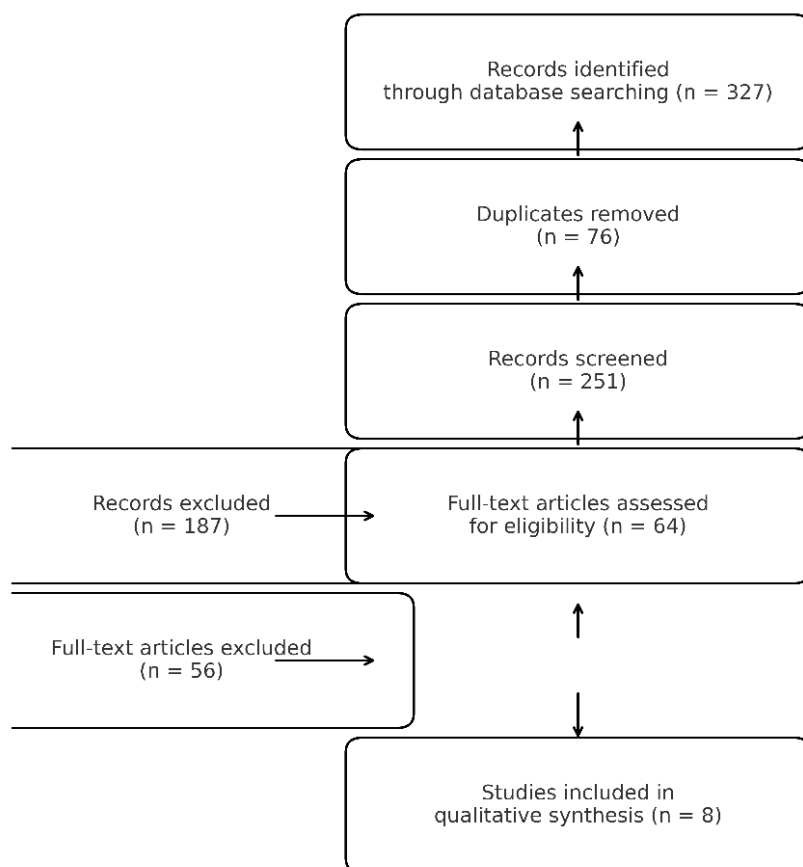 Records identified
through database searching (n = 327)
Duplicates removed
(n = 76)
Records screened
(n = 251)
Records excluded
(n = 187)
Full-text articles assessed
for eligibility (n = 64)
Full-text articles excluded
(n = 56)
Studies included in
qualitative synthesis (n = 8)